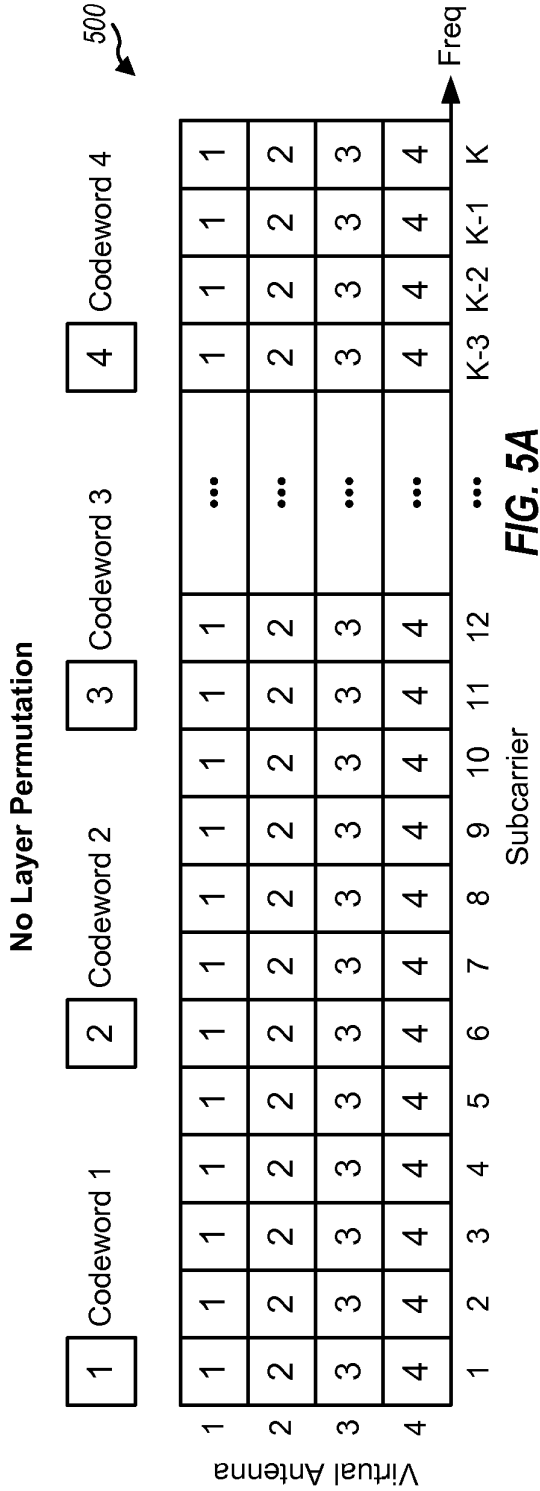 No Layer Permutation
500
1 Codeword 1 2 Codeword 2 3 Codeword 3 4 Codeword 4
Virtual Antenna
1 1 1 1 1 1 1 1 1 1 1 1 1 ... 1 1 1 1
2 2 2 2 2 2 2 2 2 2 2 2 2 ... 2 2 2 2
3 3 3 3 3 3 3 3 3 3 3 3 3 ... 3 3 3 3
4 4 4 4 4 4 4 4 4 4 4 4 4 ... 4 4 4 4
Freq
1 2 3 4 5 6 7 8 9 10 11 12 ... K-3 K-2 K-1 K
Subcarrier
FIG. 5A